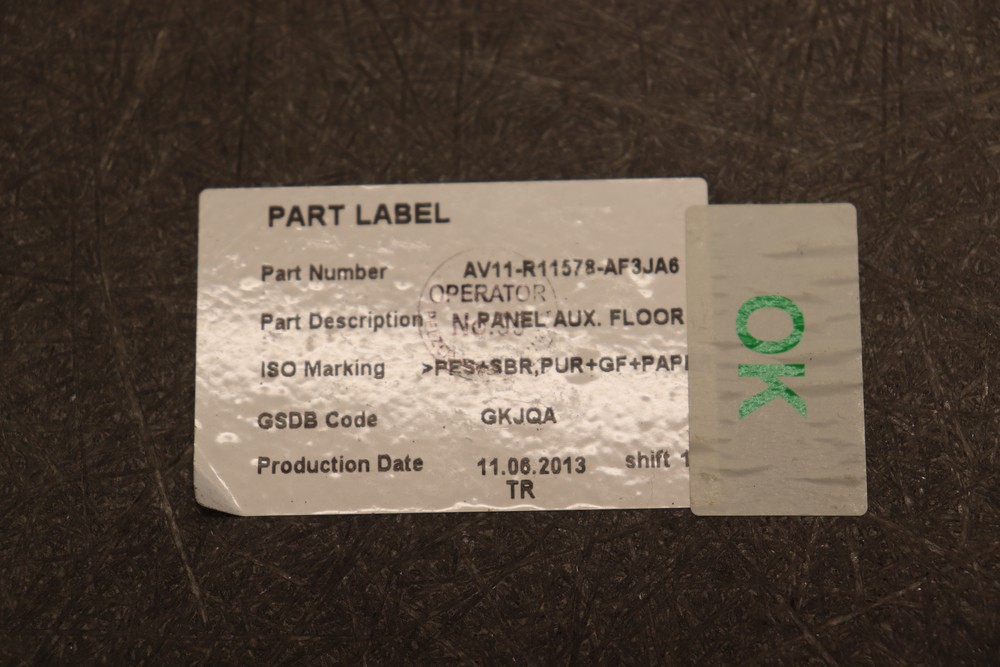 PART LABEL
Part Number AV11-R11578-AF3JA6
OPERATOR
Part Description PANEL AUX. FLOOR
ISO Marking >PES+SBR,PUR+GF+PAP
GSDB Code GKJQA
Production Date 11.06.2013 shift 1
TR
OK